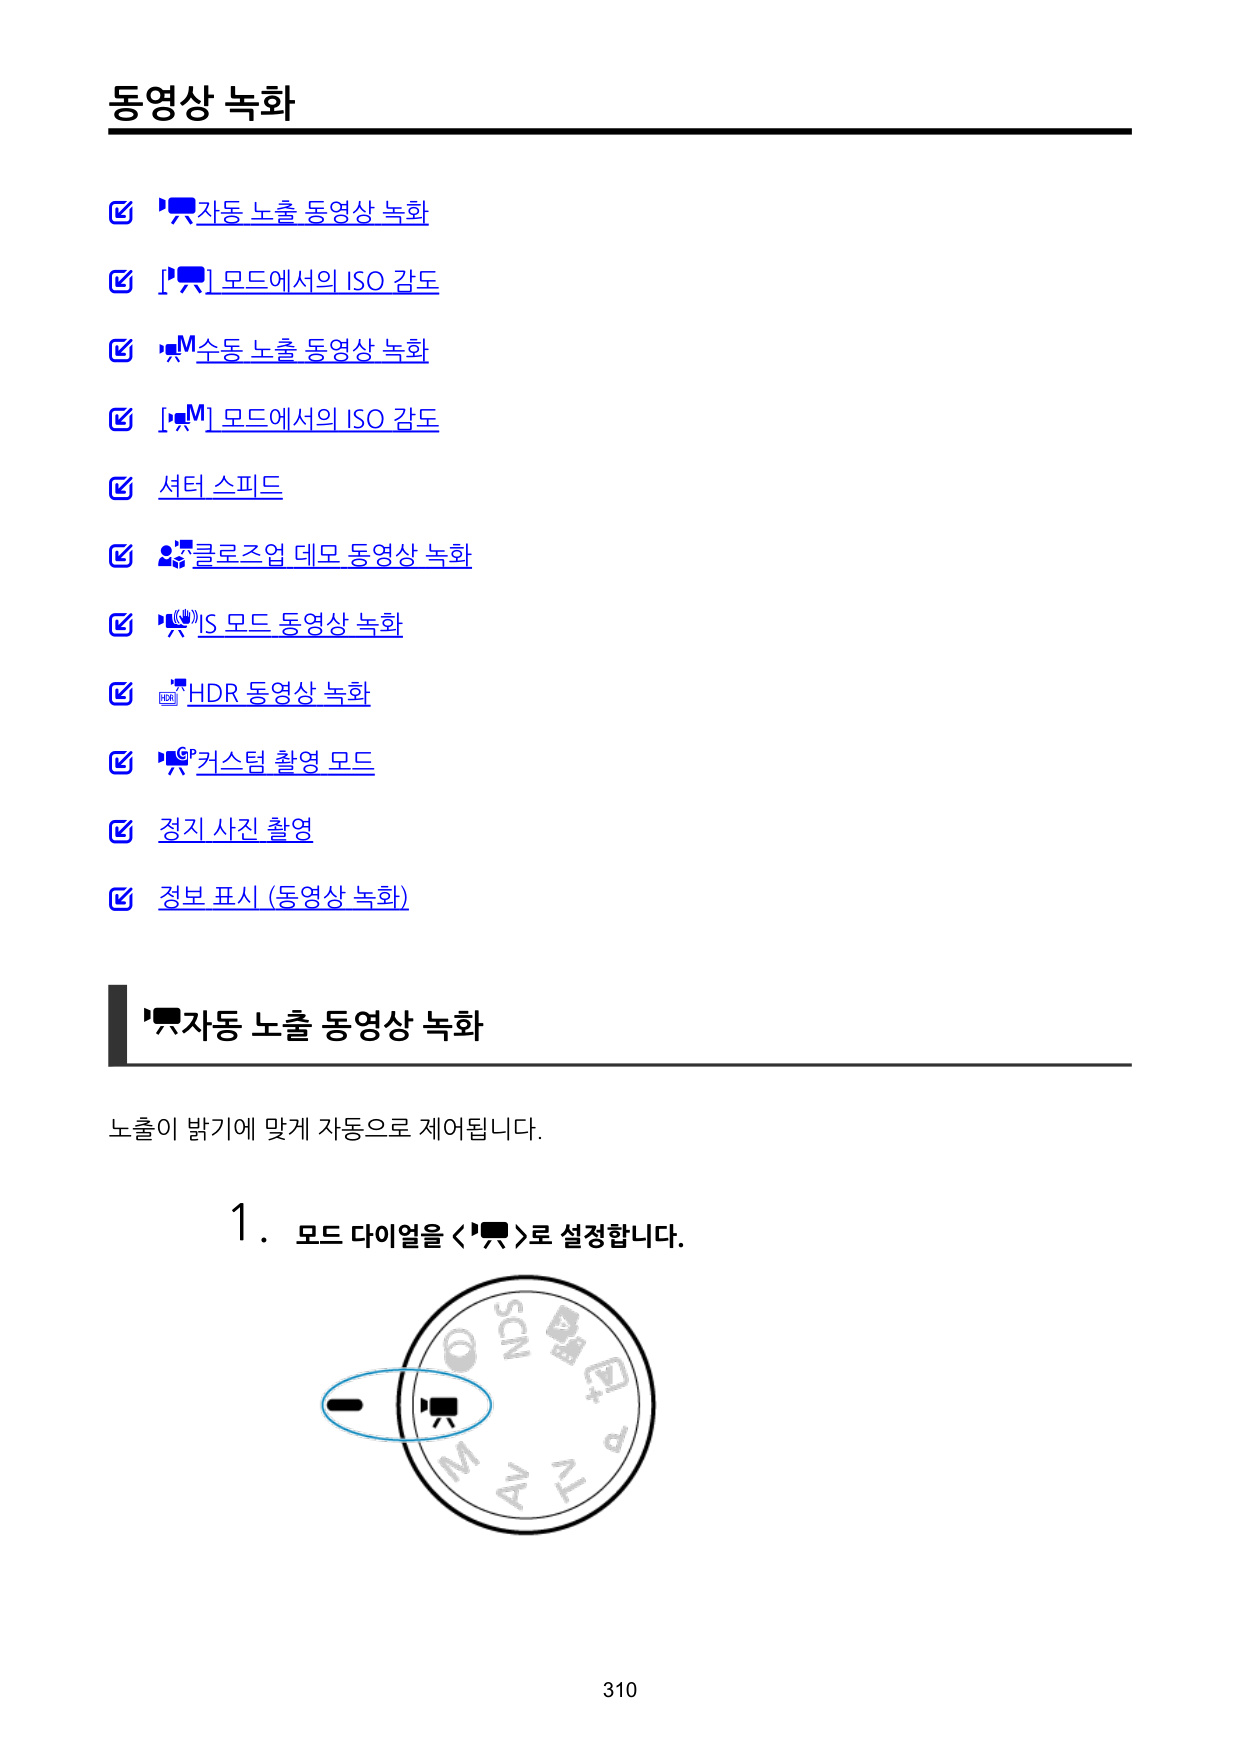 동영상 녹화
자동 노출 동영상 녹화
[] 모드에서의 ISO 감도
M수동 노출 동영상 녹화
[M] 모드에서의 ISO 감도
셔터 스피드
클로즈업 데모 동영상 녹화
IS 모드 동영상 녹화
HDR HDR 동영상 녹화
CP커스텀 촬영 모드
정지 사진 촬영
정보 표시 (동영상 녹화)
자동 노출 동영상 녹화
노출이 밝기에 맞게 자동으로 제어됩니다.
1. 모드 다이얼을 < >로 설정합니다.
SCN
A
A+
P
Tv
Av
M
310